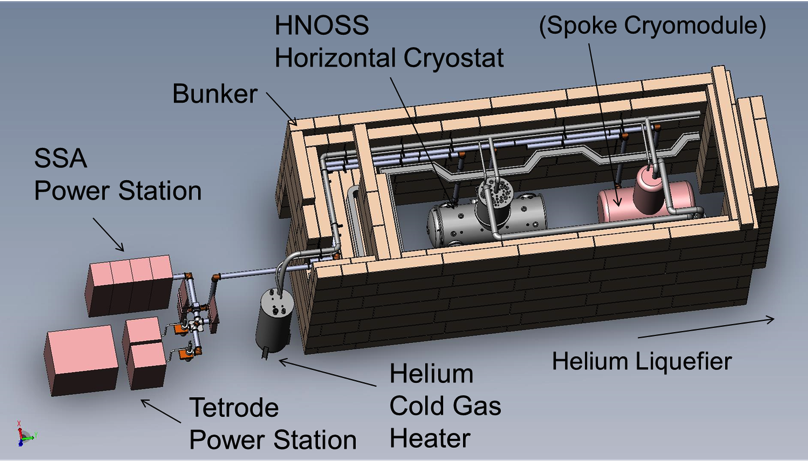 HNOSS
Horizontal Cryostat
(Spoke Cryomodule)
Bunker
SSA
Power Station
Helium Liquefier
Helium
Cold Gas
Heater
Tetrode
Power Station